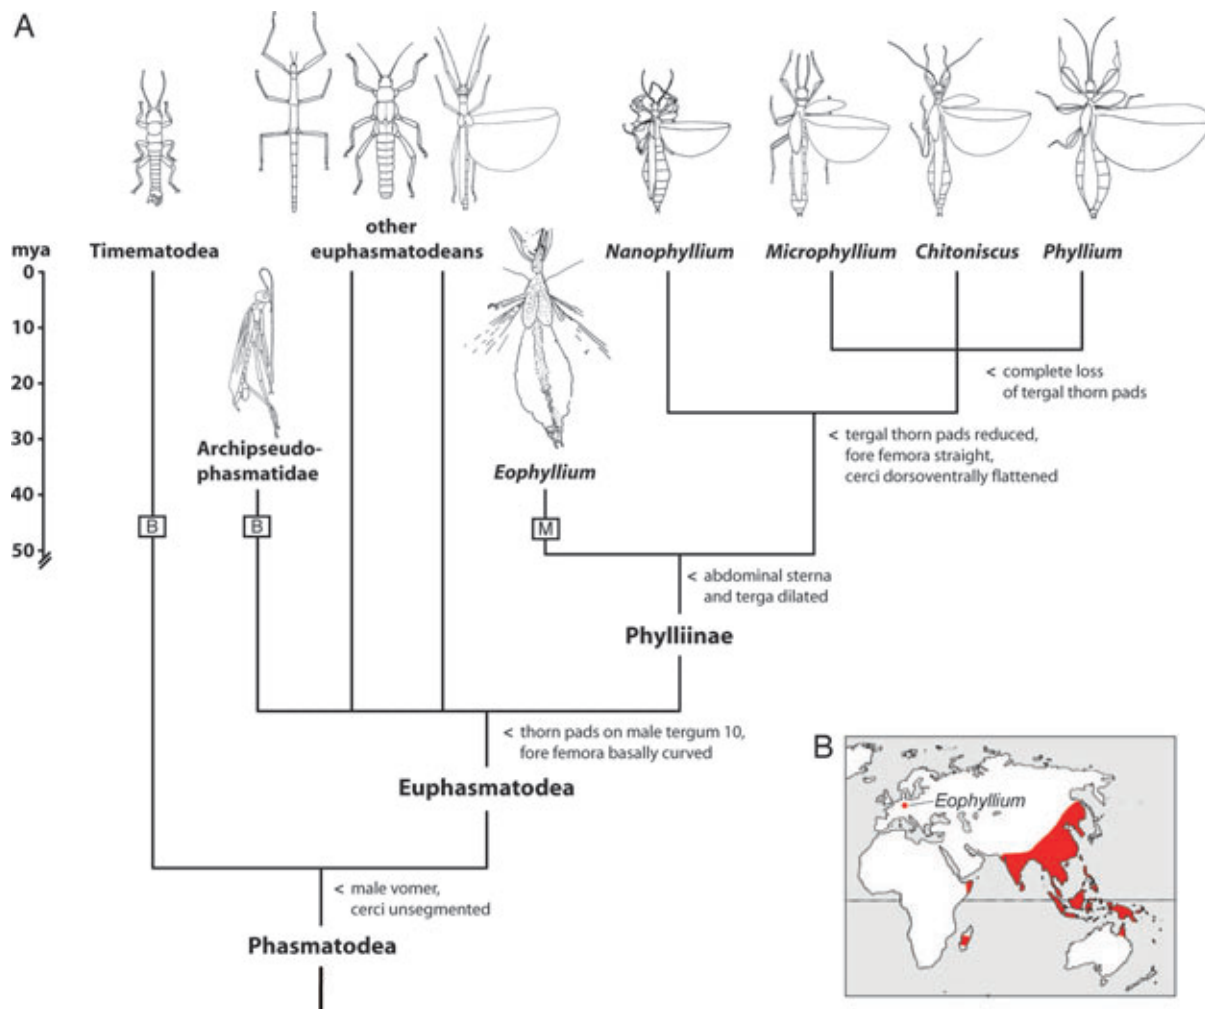 A
other
mya
Timematodea
euphasmatodeans
Nanophyllium
Microphyllium
Chitoniscus
Phyllium
0
10
20
30
40
50
< complete loss
of tergal thorn pads
< tergal thorn pads reduced,
fore femora straight,
cerci dorsoventrally flattened
Archipseudo-
phasmatidae
Eophyllium
B
B
M
< abdominal sterna
and terga dilated
Phylliinae
< thorn pads on male tergum 10,
fore femora basally curved
Euphasmatodea
< male vomer,
cerci unsegmented
Phasmatodea
B
Eophyllium